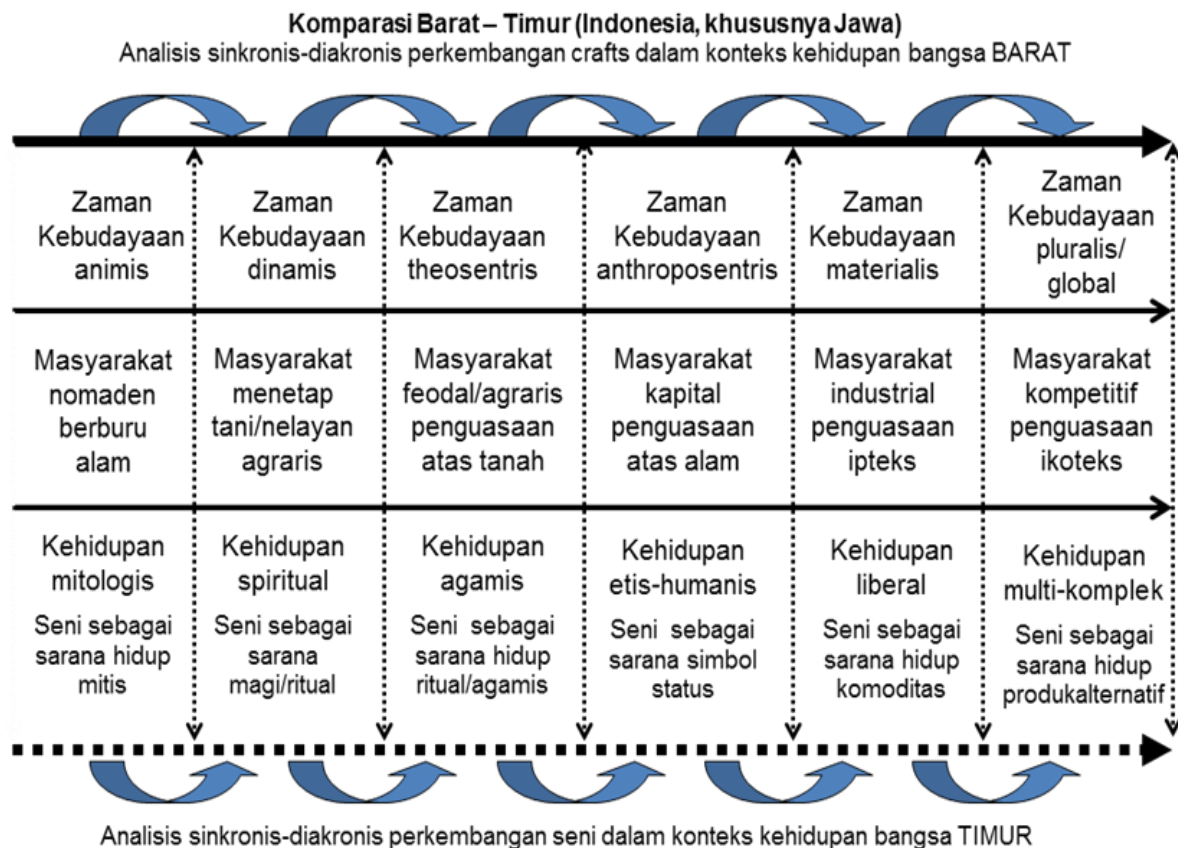 Komparasi Barat – Timur (Indonesia, khususnya Jawa)
Analisis sinkronis-diakronis perkembangan crafts dalam konteks kehidupan bangsa BARAT
Zaman
Kebudayaan
animis
Zaman
Kebudayaan
dinamis
Zaman
Kebudayaan
theosentris
Zaman
Kebudayaan
anthroposentris
Zaman
Kebudayaan
materialis
Zaman
Kebudayaan
pluralis/
global
Masyarakat
nomaden
berburu
alam
Masyarakat
menetap
tani/nelayan
agraris
Masyarakat
feodal/agraris
penguasaan
atas tanah
Masyarakat
kapital
penguasaan
atas alam
Masyarakat
industrial
penguasaan
ipteks
Masyarakat
kompetitif
penguasaan
ikoteks
Kehidupan
mitologis
Seni sebagai
sarana hidup
mitis
Kehidupan
spiritual
Seni sebagai
sarana
magi/ritual
Kehidupan
agamis
Seni sebagai
sarana hidup
ritual/agamis
Kehidupan
etis-humanis
Seni sebagai
sarana simbol
status
Kehidupan
liberal
Seni sebagai
sarana hidup
komoditas
Kehidupan
multi-komplek
Seni sebagai
sarana hidup
produkalternatif
Analisis sinkronis-diakronis perkembangan seni dalam konteks kehidupan bangsa TIMUR